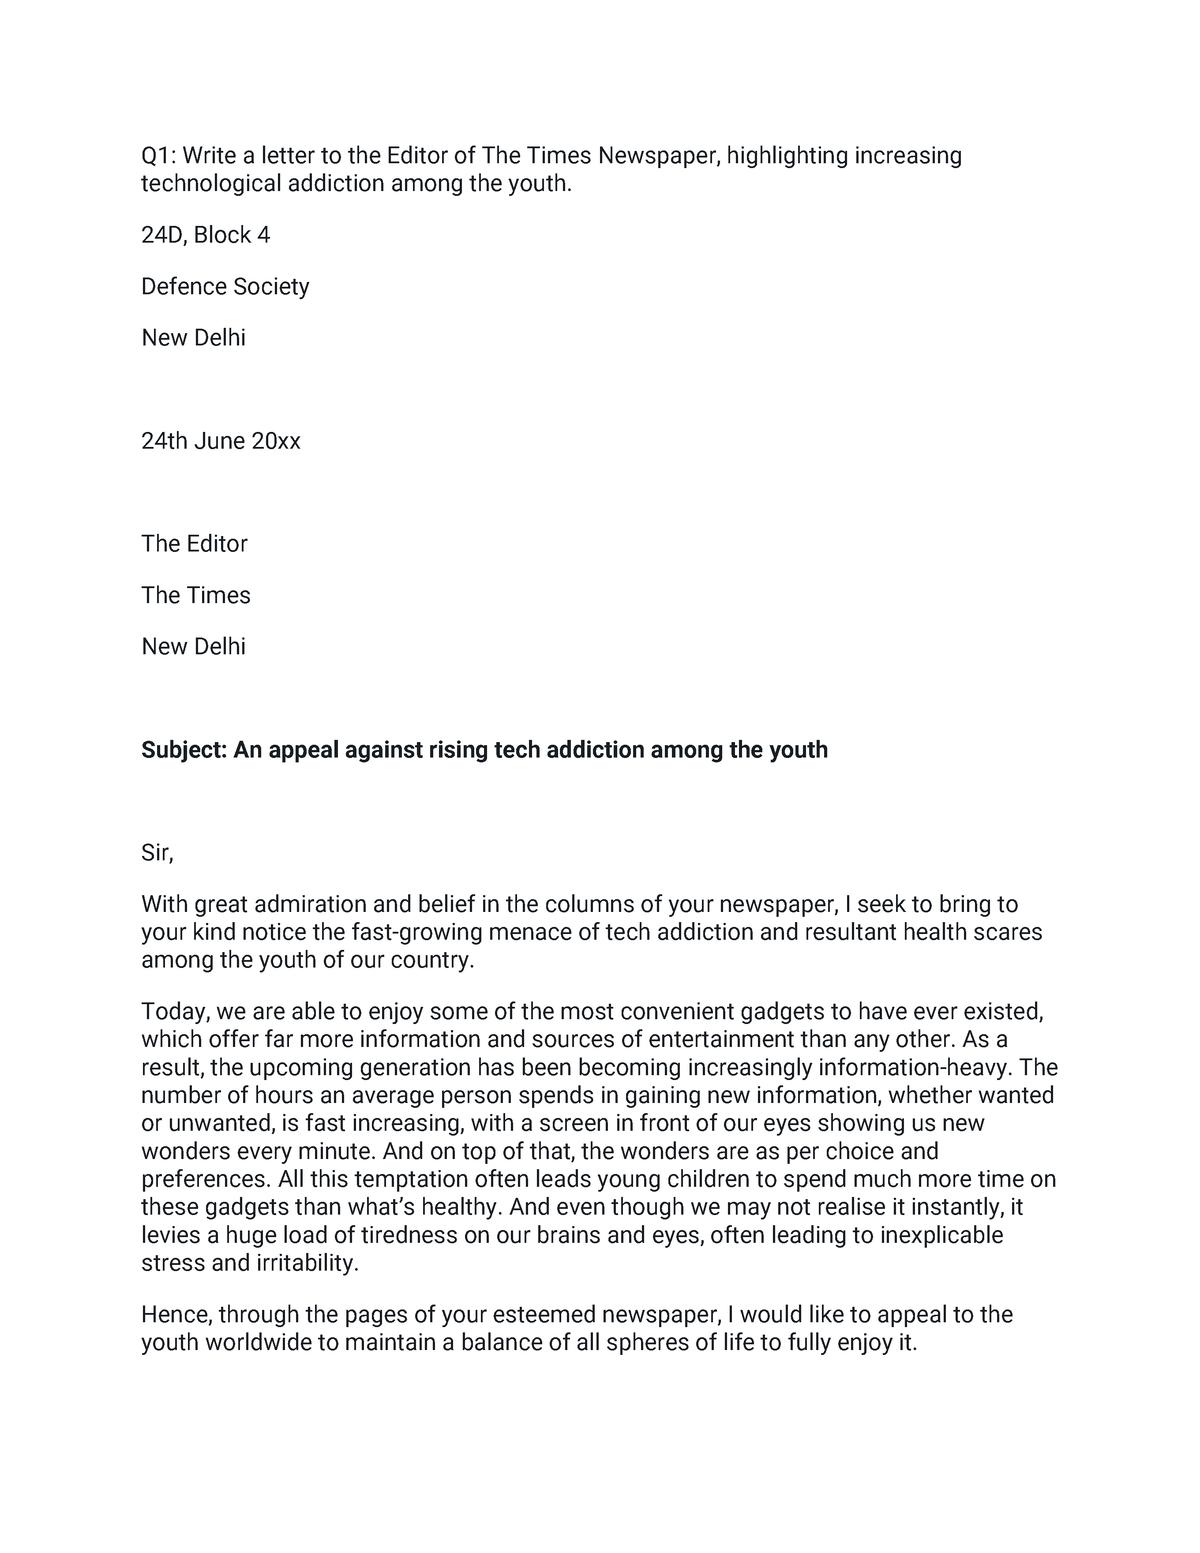 Q1: Write a letter to the Editor of The Times Newspaper, highlighting increasing
technological addiction among the youth.
24D, Block 4
Defence Society
New Delhi
24th June 20xx
The Editor
The Times
New Delhi
Subject: An appeal against rising tech addiction among the youth
Sir,
With great admiration and belief in the columns of your newspaper, I seek to bring to
your kind notice the fast-growing menace of tech addiction and resultant health scares
among the youth of our country.
Today, we are able to enjoy some of the most convenient gadgets to have ever existed,
which offer far more information and sources of entertainment than any other. As a
result, the upcoming generation has been becoming increasingly information-heavy. The
number of hours an average person spends in gaining new information, whether wanted
or unwanted, is fast increasing, with a screen in front of our eyes showing us new
wonders every minute. And on top of that, the wonders are as per choice and
preferences. All this temptation often leads young children to spend much more time on
these gadgets than what’s healthy. And even though we may not realise it instantly, it
levies a huge load of tiredness on our brains and eyes, often leading to inexplicable
stress and irritability.
Hence, through the pages of your esteemed newspaper, I would like to appeal to the
youth worldwide to maintain a balance of all spheres of life to fully enjoy it.